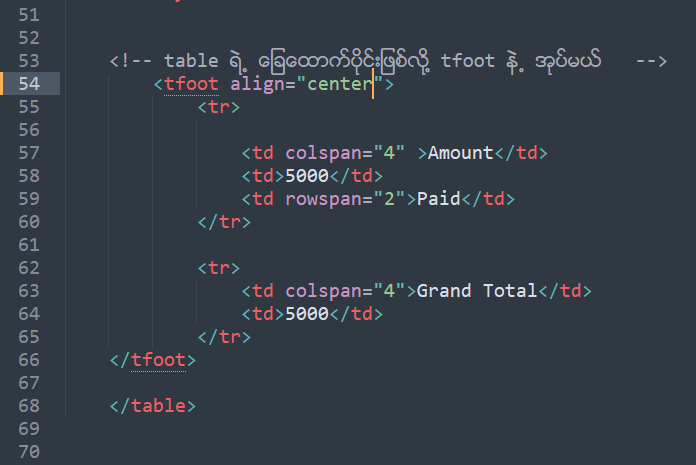 51
52
53 <!-- table ရဲ့ ခြေထောက်ပိုင်းဖြစ်လို့ tfoot နဲ့ အုပ်မယ် -->
54 <tfoot align="center">
55 <tr>
56
57 <td colspan="4" >Amount</td>
58 <td>5000</td>
59 <td rowspan="2">Paid</td>
60 </tr>
61
62 <tr>
63 <td colspan="4">Grand Total</td>
64 <td>5000</td>
65 </tr>
66 </tfoot>
67
68 </table>
69
70